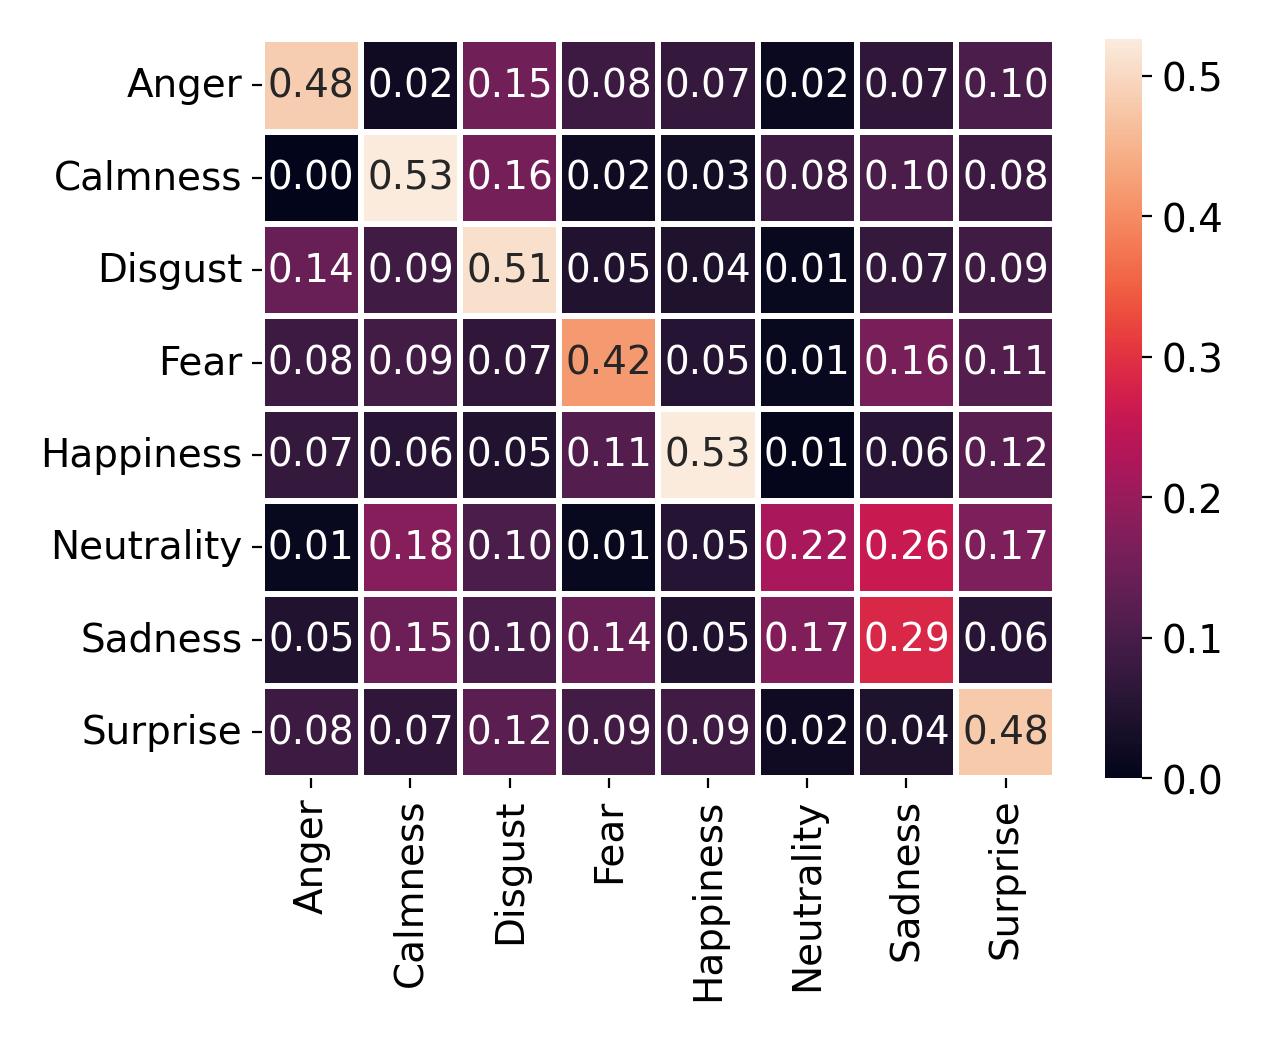 Anger 0.48 0.02 0.15 0.08 0.07 0.02 0.07 0.10
Calmness 0.00 0.53 0.16 0.02 0.03 0.08 0.10 0.08
Disgust 0.14 0.09 0.51 0.05 0.04 0.01 0.07 0.09
Fear 0.08 0.09 0.07 0.42 0.05 0.01 0.16 0.11
Happiness 0.07 0.06 0.05 0.11 0.53 0.01 0.06 0.12
Neutrality 0.01 0.18 0.10 0.01 0.05 0.22 0.26 0.17
Sadness 0.05 0.15 0.10 0.14 0.05 0.17 0.29 0.06
Surprise 0.08 0.07 0.12 0.09 0.09 0.02 0.04 0.48
Anger
Calmness
Disgust
Fear
Happiness
Neutrality
Sadness
Surprise
0.5
0.4
0.3
0.2
0.1
0.0